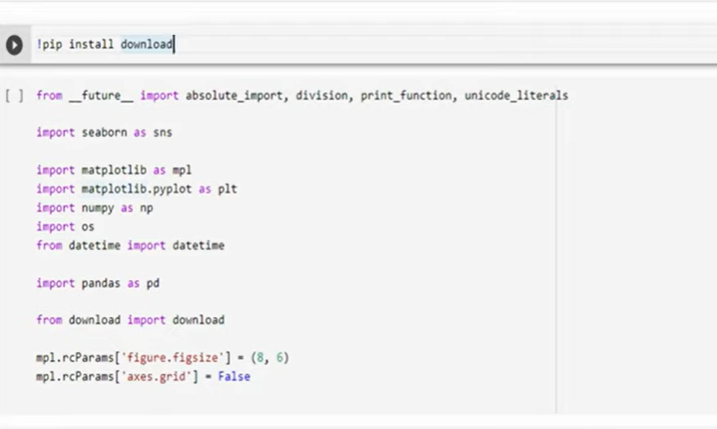 !pip install download
[ ] from __future__ import absolute_import, division, print_function, unicode_literals
import seaborn as sns
import matplotlib as mpl
import matplotlib.pyplot as plt
import numpy as np
import os
from datetime import datetime
import pandas as pd
from download import download
mpl.rcParams['figure.figsize'] = (8, 6)
mpl.rcParams['axes.grid'] = False